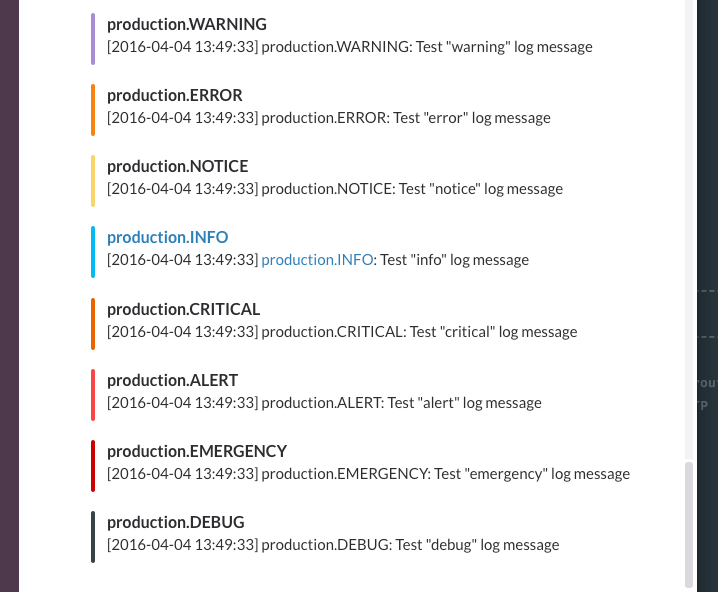 production.WARNING
[2016-04-04 13:49:33] production.WARNING: Test "warning" log message
production.ERROR
[2016-04-04 13:49:33] production.ERROR: Test "error" log message
production.NOTICE
[2016-04-04 13:49:33] production.NOTICE: Test "notice" log message
production.INFO
[2016-04-04 13:49:33] production.INFO: Test "info" log message
production.CRITICAL
[2016-04-04 13:49:33] production.CRITICAL: Test "critical" log message
production.ALERT
[2016-04-04 13:49:33] production.ALERT: Test "alert" log message
production.EMERGENCY
[2016-04-04 13:49:33] production.EMERGENCY: Test "emergency" log message
production.DEBUG
[2016-04-04 13:49:33] production.DEBUG: Test "debug" log message